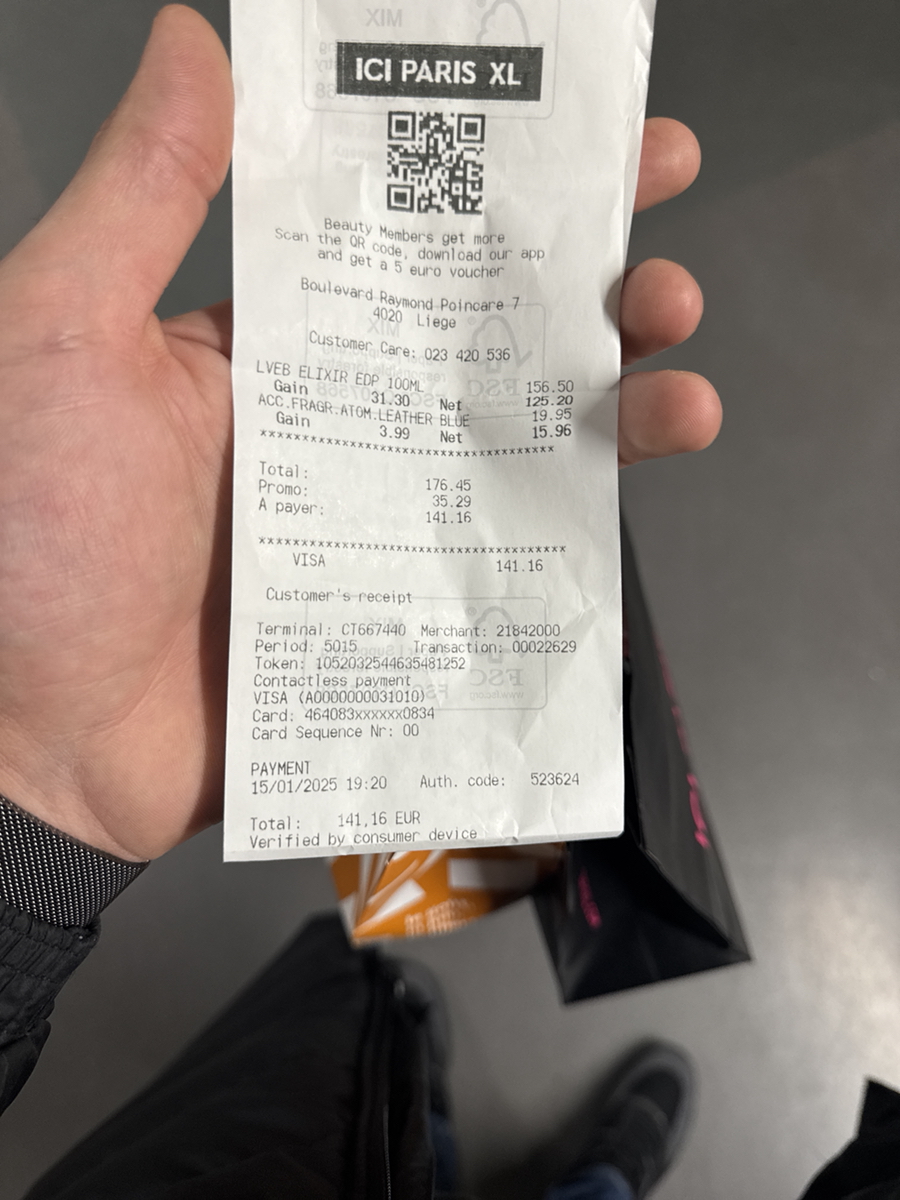 ICI PARIS XL
Beauty Members get more
Scan the QR code, download our app
and get a 5 euro voucher
Boulevard Raymond Poincare 7
4020 Liege
Customer Care: 023 420 536
LVEB ELIXIR EDP 100ML 156.50
Gain 31.30 Net 125.20
ACC.FRAGR.ATOM.LEATHER BLUE 19.95
Gain 3.99 Net 15.96
***********************************
Total: 176.45
Promo: 35.29
A payer: 141.16
*************************************
VISA 141.16
Customer's receipt
Terminal: CT667440 Merchant: 21842000
Period: 5015 Transaction: 00022629
Token: 1052032544635481252
Contactless payment
VISA (A0000000031010)
Card: 464083xxxxxx0834
Card Sequence Nr: 00
PAYMENT
15/01/2025 19:20 Auth. code: 523624
Total: 141,16 EUR
Verified by consumer device
MIX
FSC
www.fsc.org